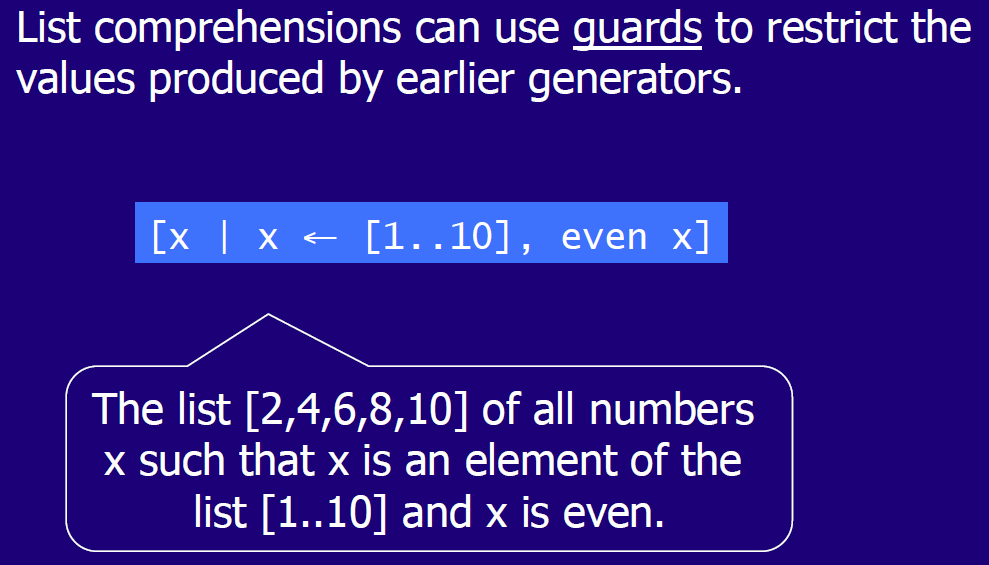 List comprehensions can use guards to restrict the
values produced by earlier generators.
[x | x ← [1..10], even x]
The list [2,4,6,8,10] of all numbers
x such that x is an element of the
list [1..10] and x is even.